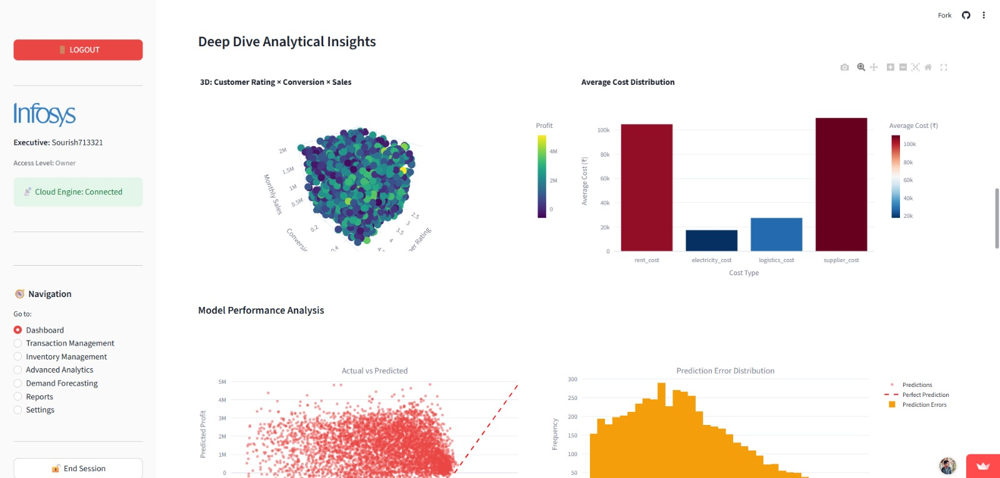 Fork
LOGOUT
Infosys
Executive: Sourish713321
Access Level: Owner
Cloud Engine: Connected
Navigation
Go to:
Dashboard
Transaction Management
Inventory Management
Advanced Analytics
Demand Forecasting
Reports
Settings
End Session
Deep Dive Analytical Insights
3D: Customer Rating × Conversion × Sales
2M
1.5M
1M
0.5M
Monthly Sales
0.2
0.4
2.5
3
3.5
4
Profit
4M
2M
0
Average Cost Distribution
100k
80k
60k
40k
20k
0
Average Cost (₹)
rent_cost
electricity_cost
logistics_cost
supplier_cost
Cost Type
Average Cost (₹)
100k
80k
60k
40k
20k
Model Performance Analysis
Actual vs Predicted
5M
4M
3M
2M
1M
0
Predicted Profit
Prediction Error Distribution
300
250
200
150
100
50
Frequency
Predictions
Perfect Prediction
Prediction Errors